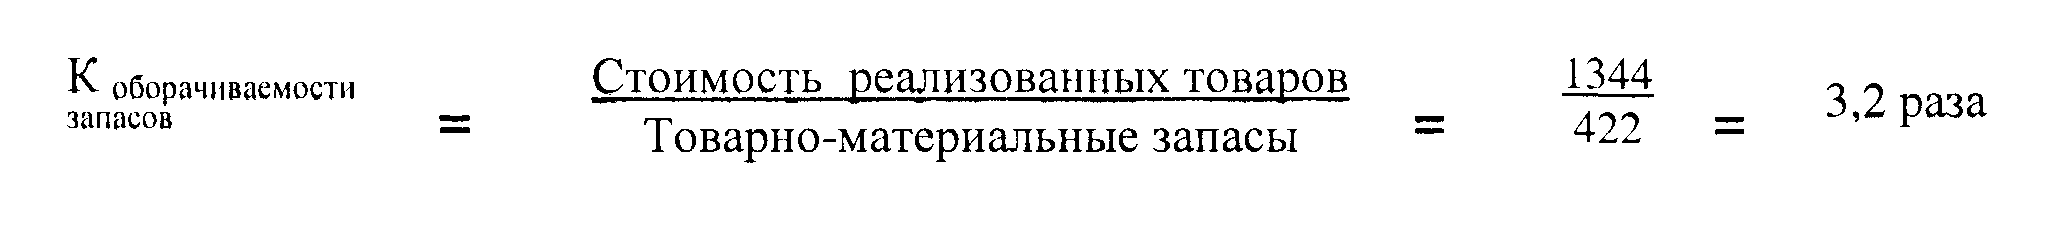 К оборачиваемости запасов = Стоимость реализованных товаров / Товарно-материальные запасы = 1344 / 422 = 3,2 раза